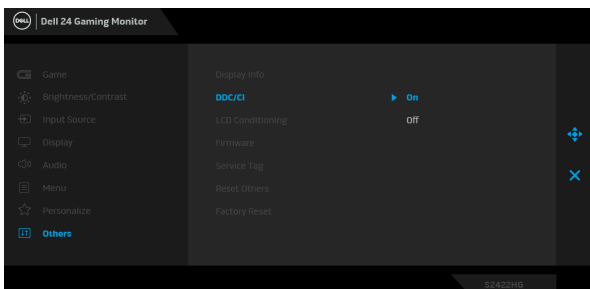 DELL Dell 24 Gaming Monitor
Game
Brightness/Contrast
Input Source
Display
Audio
Menu
Personalize
Others
Display Info
DDC/CI On
LCD Conditioning Off
Firmware
Service Tag
Reset Others
Factory Reset
S2422HG